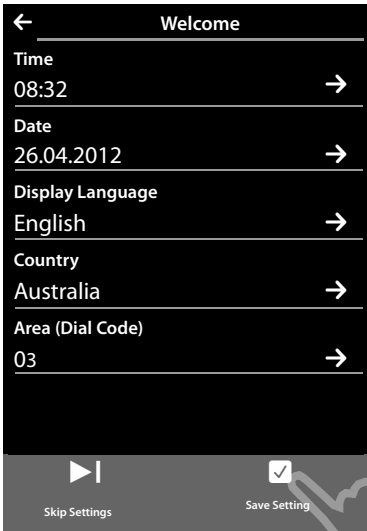 Welcome
Time
08:32
Date
26.04.2012
Display Language
English
Country
Australia
Area (Dial Code)
03
Skip Settings
Save Setting